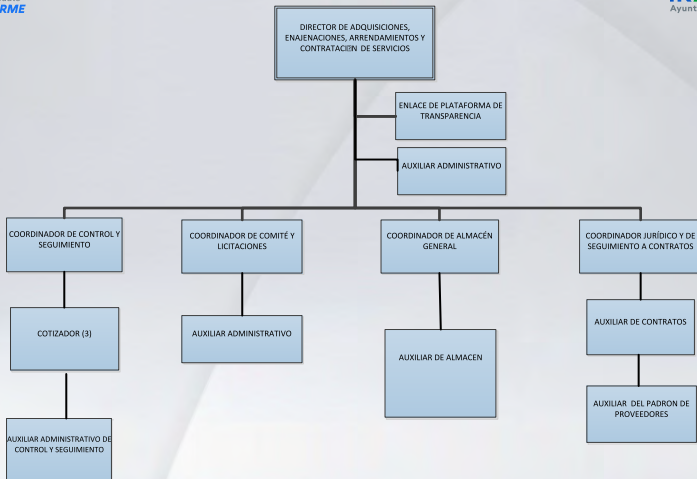 RME
Ayunt
DIRECTOR DE ADQUISICIONES,
ENAJENACIONES, ARRENDAMIENTOS Y
CONTRATACIÓN DE SERVICIOS
ENLACE DE PLATAFORMA DE
TRANSPARENCIA
AUXILIAR ADMINISTRATIVO
COORDINADOR DE CONTROL Y
SEGUIMIENTO
COORDINADOR DE COMITÉ Y
LICITACIONES
COORDINADOR DE ALMACÉN
GENERAL
COORDINADOR JURÍDICO Y DE
SEGUIMIENTO A CONTRATOS
COTIZADOR (3)
AUXILIAR ADMINISTRATIVO
AUXILIAR DE ALMACEN
AUXILIAR DE CONTRATOS
AUXILIAR DEL PADRON DE
PROVEEDORES
AUXILIAR ADMINISTRATIVO DE
CONTROL Y SEGUIMIENTO